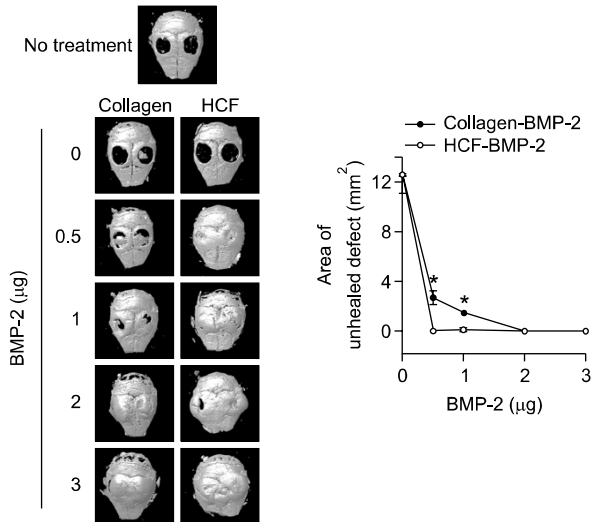 No treatment
Collagen HCF
BMP-2 (μg)
0
0.5
1
2
3
Collagen-BMP-2
HCF-BMP-2
Area of
unhealed defect (mm²)
12
8
4
0
* *
0 1 2 3
BMP-2 (μg)